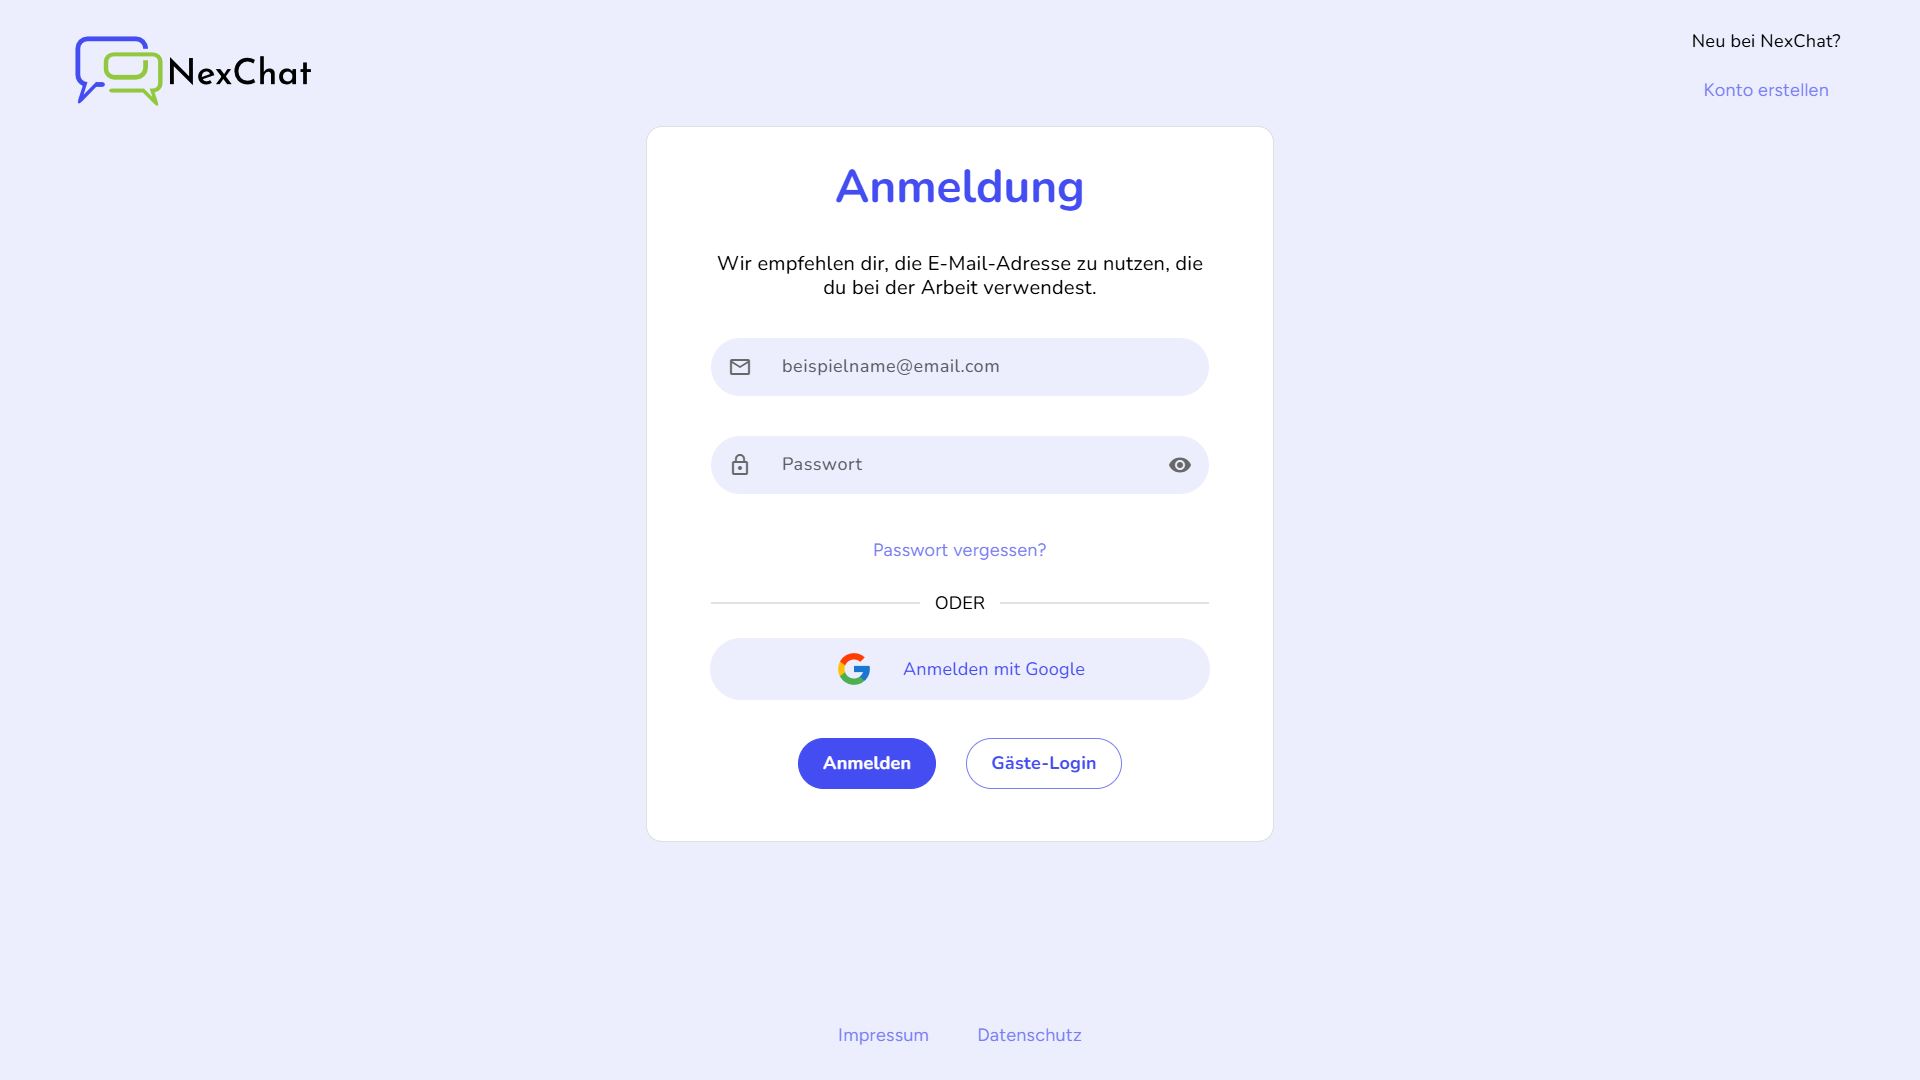 NexChat
Neu bei NexChat?
Konto erstellen
Anmeldung
Wir empfehlen dir, die E-Mail-Adresse zu nutzen, die
du bei der Arbeit verwendest.
beispielname@email.com
Passwort
Passwort vergessen?
ODER
Anmelden mit Google
Anmelden
Gäste-Login
Impressum
Datenschutz